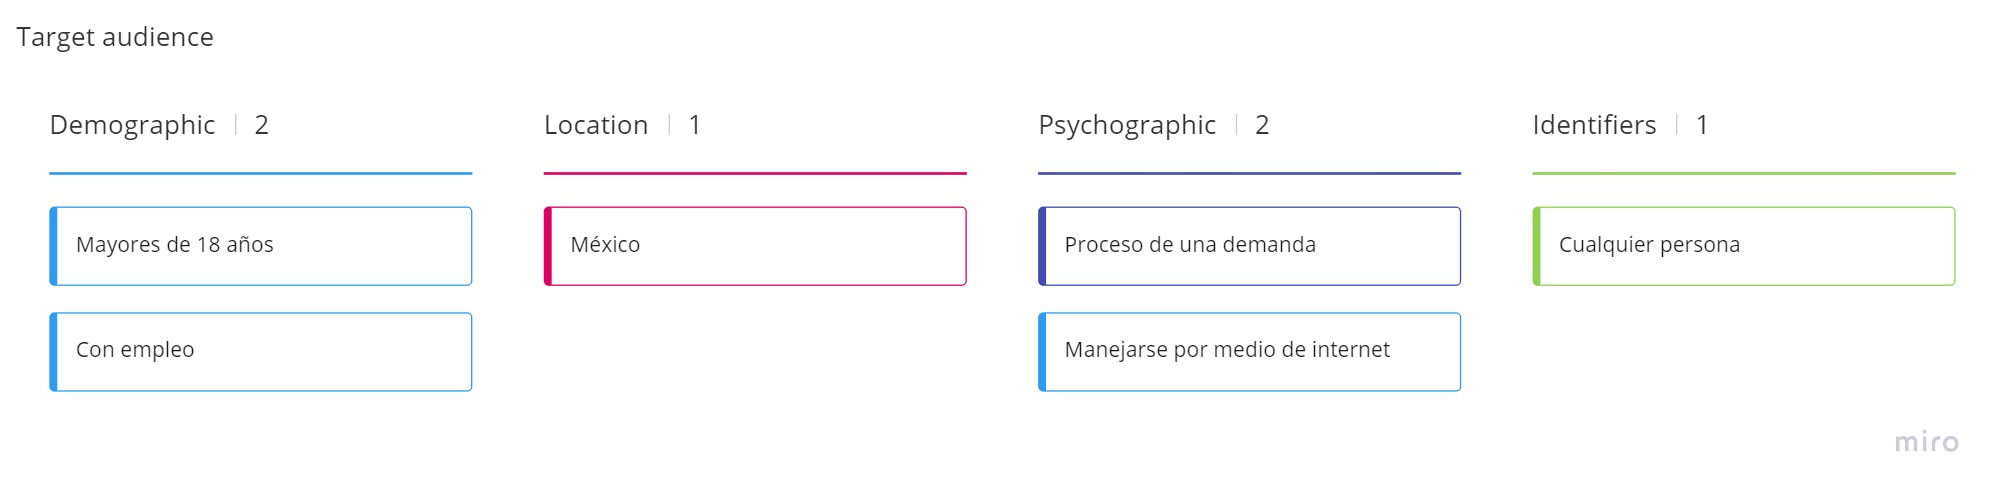 Target audience
Demographic 2
Mayores de 18 años
Con empleo
Location 1
México
Psychographic 2
Proceso de una demanda
Manejarse por medio de internet
Identifiers 1
Cualquier persona
miro